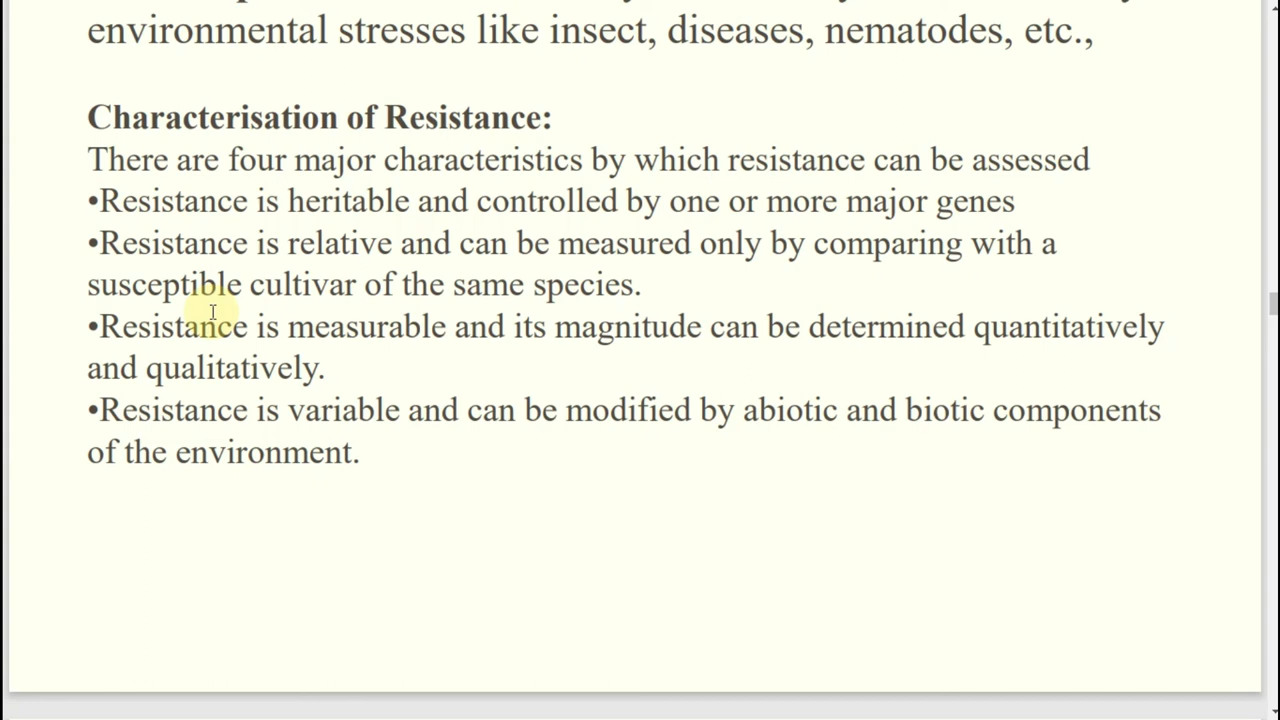 environmental stresses like insect, diseases, nematodes, etc.,
Characterisation of Resistance:
There are four major characteristics by which resistance can be assessed
•Resistance is heritable and controlled by one or more major genes
•Resistance is relative and can be measured only by comparing with a
susceptible cultivar of the same species.
•Resistance is measurable and its magnitude can be determined quantitatively
and qualitatively.
•Resistance is variable and can be modified by abiotic and biotic components
of the environment.